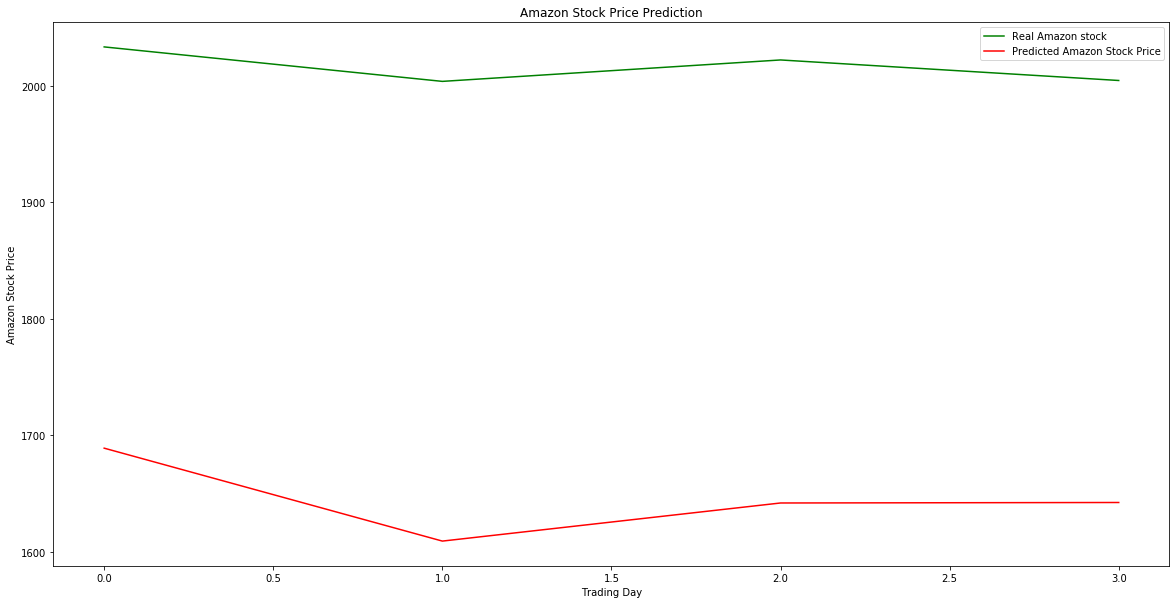 Amazon Stock Price Prediction
Real Amazon stock
Predicted Amazon Stock Price
Amazon Stock Price
2000
1900
1800
1700
1600
0.0 0.5 1.0 1.5 2.0 2.5 3.0
Trading Day